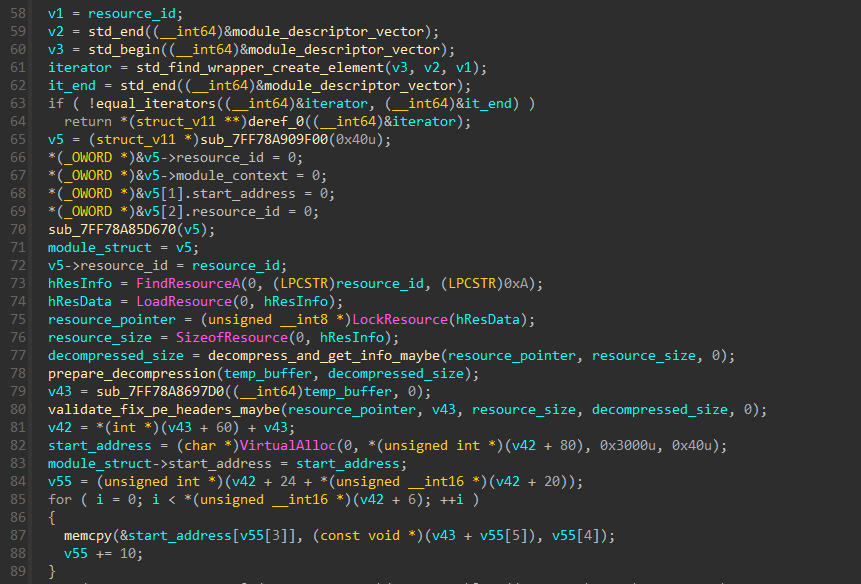 58 v1 = resource_id;
59 v2 = std_end((__int64)&module_descriptor_vector);
60 v3 = std_begin((__int64)&module_descriptor_vector);
61 iterator = std_find_wrapper_create_element(v3, v2, v1);
62 it_end = std_end((__int64)&module_descriptor_vector);
63 if ( !equal_iterators((__int64)&iterator, (__int64)&it_end) )
64 return *(struct_v11 **)deref_0((__int64)&iterator);
65 v5 = (struct_v11 *)sub_7FF78A909F00(0x40u);
66 *(_OWORD *)&v5->resource_id = 0;
67 *(_OWORD *)&v5->module_context = 0;
68 *(_OWORD *)&v5[1].start_address = 0;
69 *(_OWORD *)&v5[2].resource_id = 0;
70 sub_7FF78A85D670(v5);
71 module_struct = v5;
72 v5->resource_id = resource_id;
73 hResInfo = FindResourceA(0, (LPCSTR)resource_id, (LPCSTR)0xA);
74 hResData = LoadResource(0, hResInfo);
75 resource_pointer = (unsigned __int8 *)LockResource(hResData);
76 resource_size = SizeofResource(0, hResInfo);
77 decompressed_size = decompress_and_get_info_maybe(resource_pointer, resource_size, 0);
78 prepare_decompression(temp_buffer, decompressed_size);
79 v43 = sub_7FF78A8697D0((__int64)temp_buffer, 0);
80 validate_fix_pe_headers_maybe(resource_pointer, v43, resource_size, decompressed_size, 0);
81 v42 = *(int *)(v43 + 60) + v43;
82 start_address = (char *)VirtualAlloc(0, *(unsigned int *)(v42 + 80), 0x3000u, 0x40u);
83 module_struct->start_address = start_address;
84 v55 = (unsigned int *)(v42 + 24 + *(unsigned __int16 *)(v42 + 20));
85 for ( i = 0; i < *(unsigned __int16 *)(v42 + 6); ++i )
86 {
87 memcpy(&start_address[v55[3]], (const void *)(v43 + v55[5]), v55[4]);
88 v55 += 10;
89 }